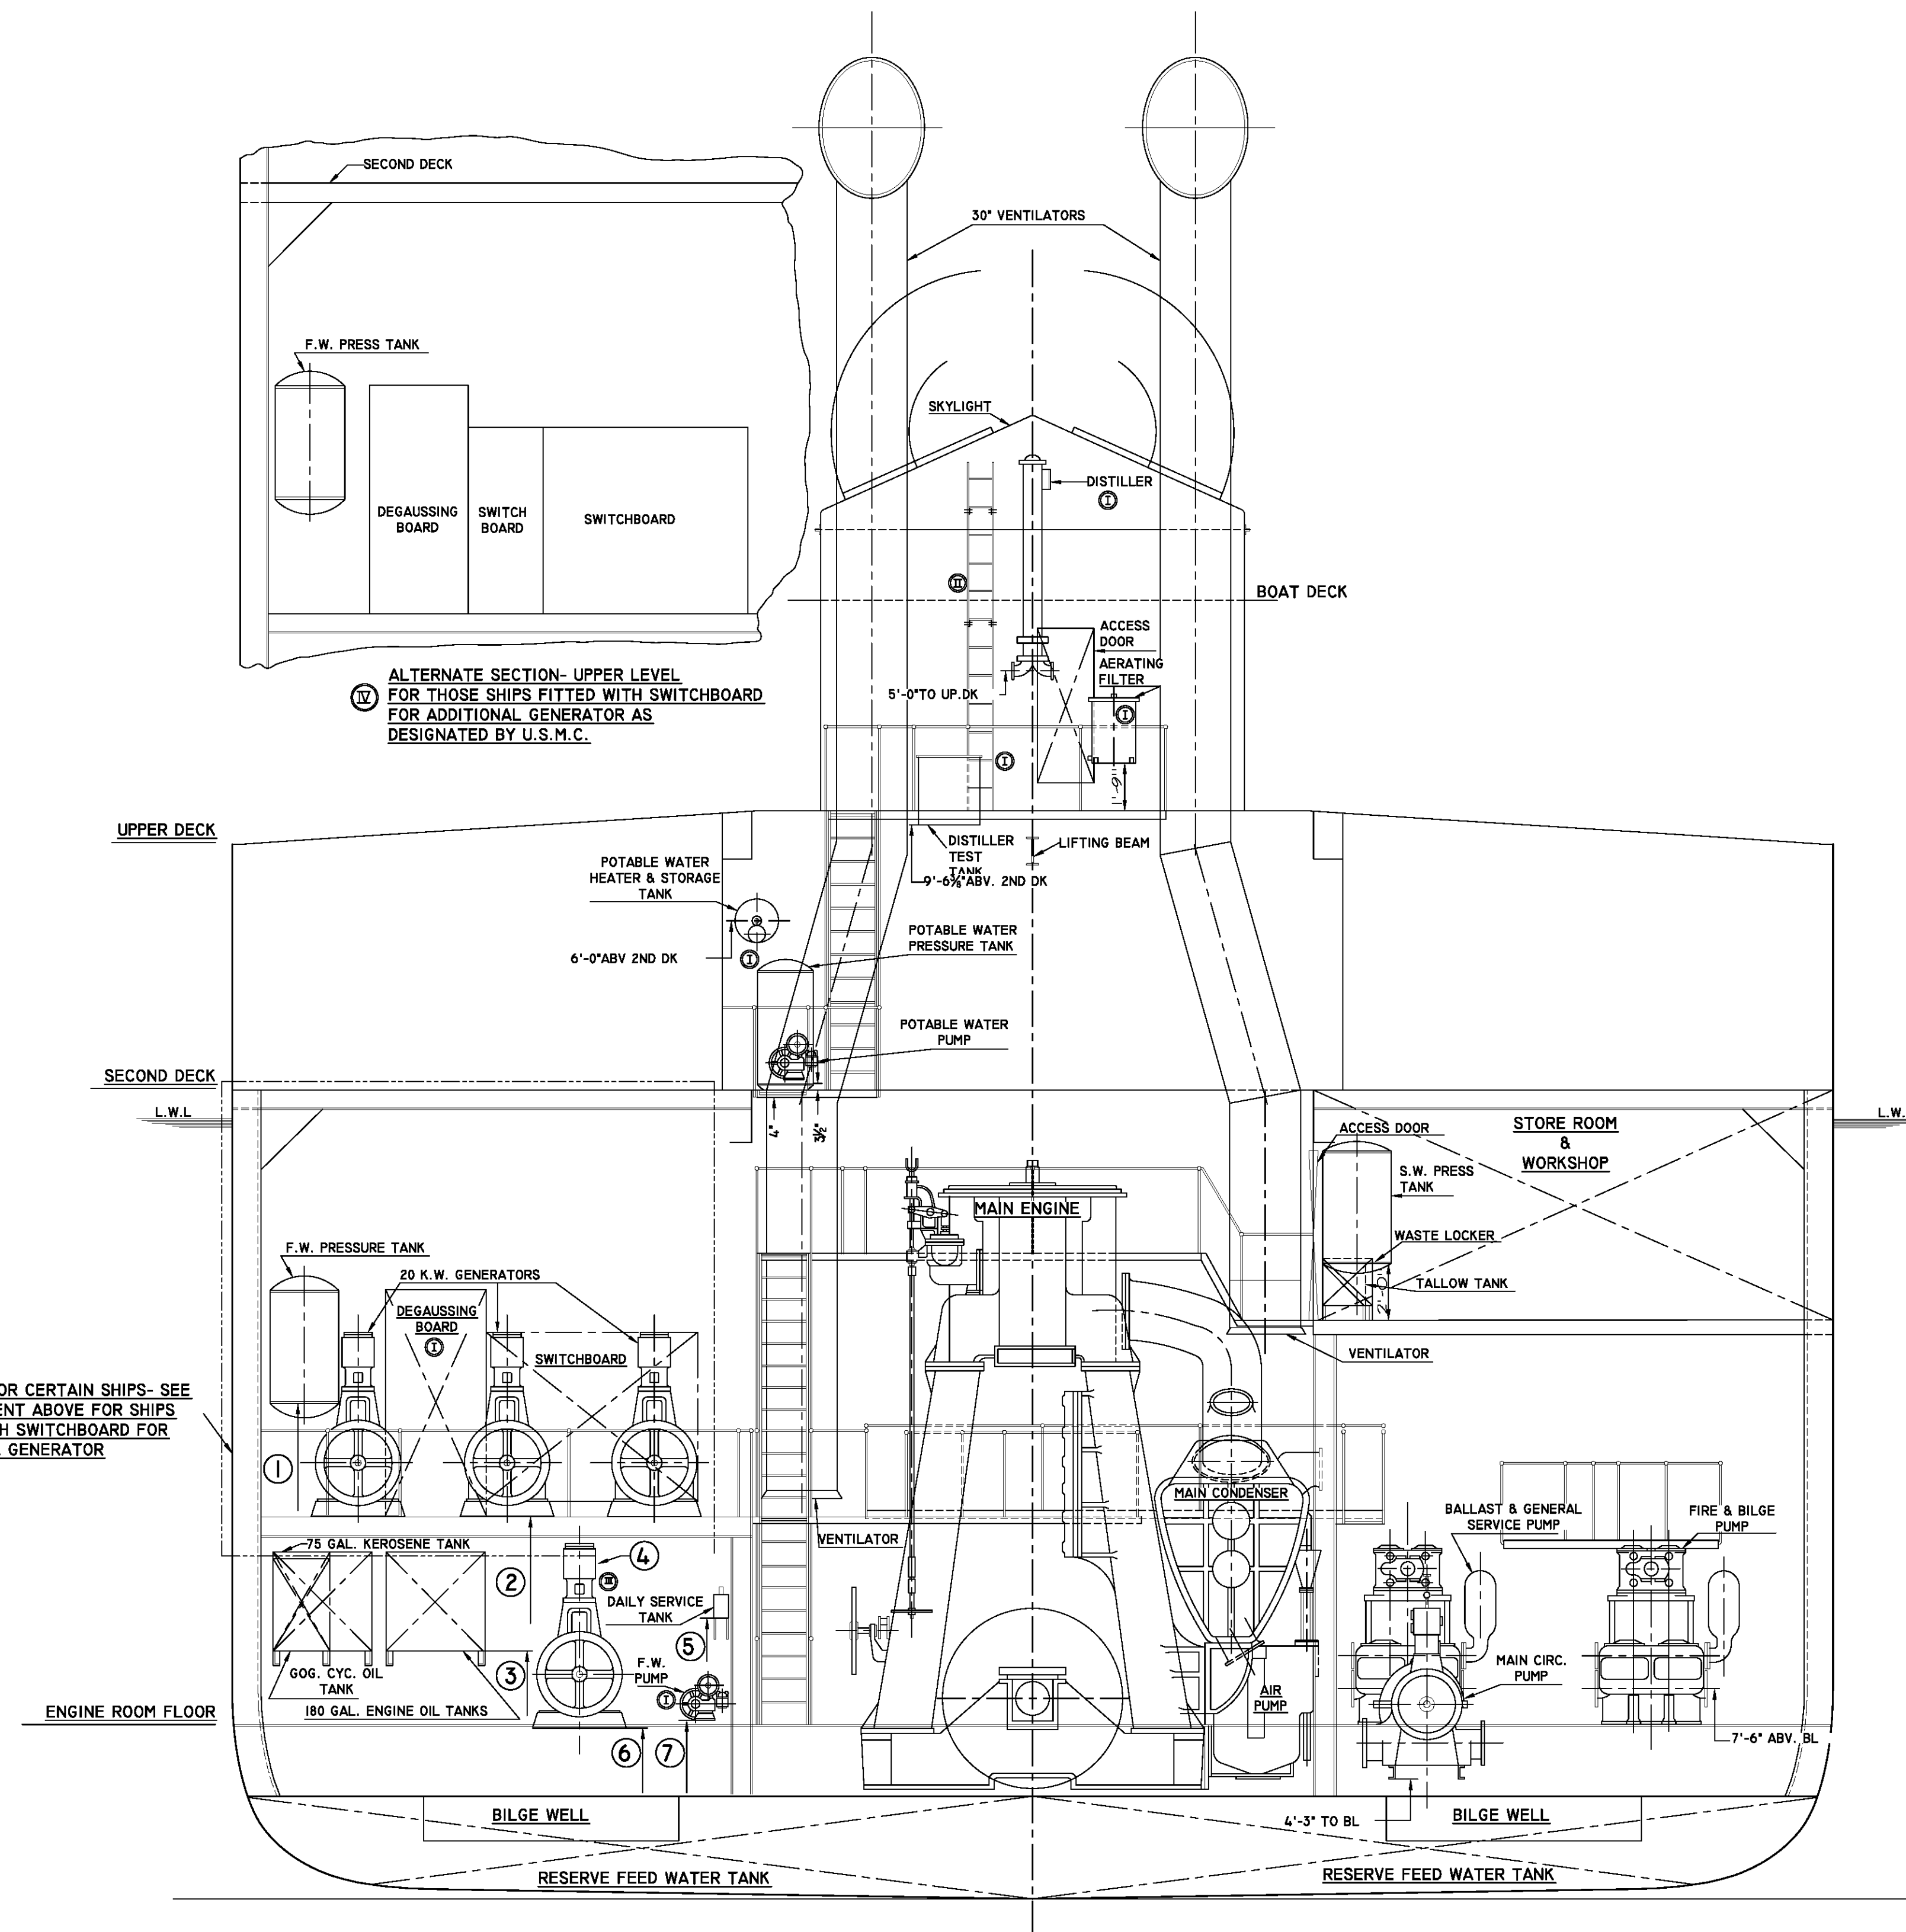 SECOND DECK
30" VENTILATORS
F.W. PRESS TANK
SKYLIGHT
DISTILLER
I
DEGAUSSING
BOARD
SWITCH
BOARD
SWITCHBOARD
II
BOAT DECK
ACCESS
DOOR
AERATING
FILTER
I
5'-0"TO UP.DK
IV
ALTERNATE SECTION- UPPER LEVEL
FOR THOSE SHIPS FITTED WITH SWITCHBOARD
FOR ADDITIONAL GENERATOR AS
DESIGNATED BY U.S.M.C.
I
1'-6"
UPPER DECK
DISTILLER
TEST
TANK
9'-6⅜"ABV. 2ND DK
LIFTING BEAM
POTABLE WATER
HEATER & STORAGE
TANK
6'-0"ABV 2ND DK
I
POTABLE WATER
PRESSURE TANK
POTABLE WATER
PUMP
SECOND DECK
L.W.L
4"
3½"
L.W.
ACCESS DOOR
STORE ROOM
&
WORKSHOP
S.W. PRESS
TANK
WASTE LOCKER
TALLOW TANK
2'-0"
MAIN ENGINE
F.W. PRESSURE TANK
20 K.W. GENERATORS
DEGAUSSING
BOARD
I
SWITCHBOARD
VENTILATOR
OR CERTAIN SHIPS- SEE
ENT ABOVE FOR SHIPS
H SWITCHBOARD FOR
GENERATOR
1
MAIN CONDENSER
BALLAST & GENERAL
SERVICE PUMP
FIRE & BILGE
PUMP
VENTILATOR
75 GAL. KEROSENE TANK
4
2
III
DAILY SERVICE
TANK
5
3
GOG. CYC. OIL
TANK
180 GAL. ENGINE OIL TANKS
F.W.
PUMP
I
AIR
PUMP
MAIN CIRC.
PUMP
ENGINE ROOM FLOOR
6
7
7'-6" ABV. BL
BILGE WELL
4'-3" TO BL
BILGE WELL
RESERVE FEED WATER TANK
RESERVE FEED WATER TANK